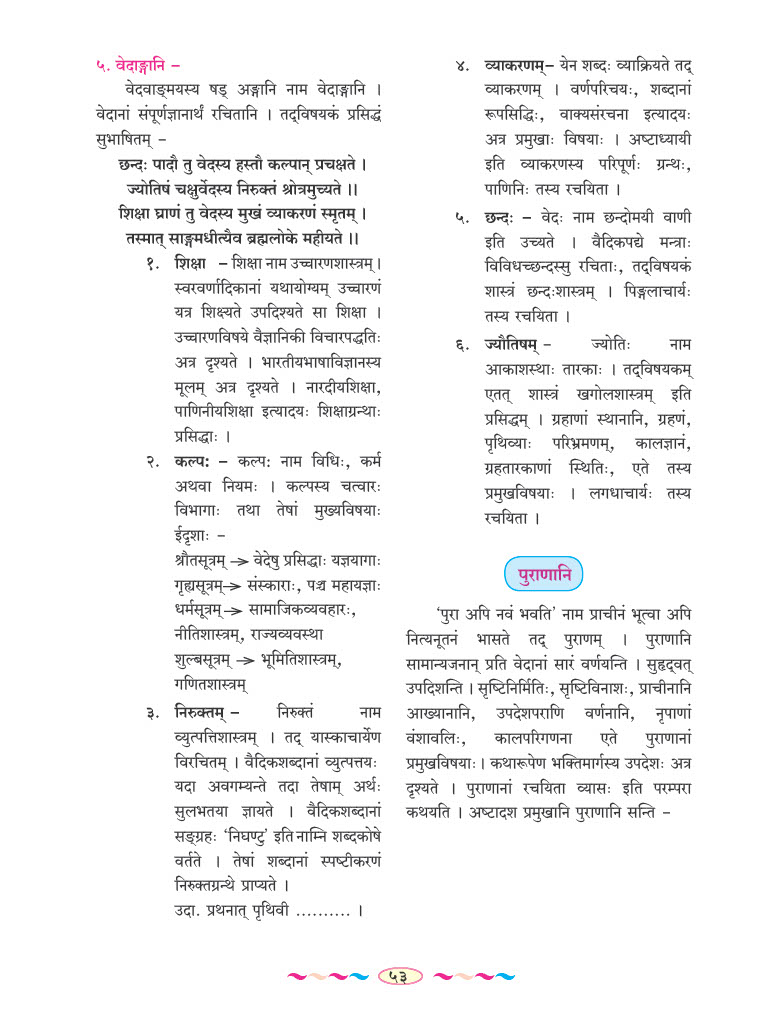 ५. वेदाङ्गानि –
वेदवाङ्मयस्य षड् अङ्गानि नाम वेदाङ्गानि ।
वेदानां संपूर्णज्ञानार्थं रचितानि । तद्विषयकं प्रसिद्धं
सुभाषितम् –
छन्दः पादौ तु वेदस्य हस्तौ कल्पान् प्रचक्षते ।
ज्योतिषं चक्षुर्वेदस्य निरुक्तं श्रोत्रमुच्यते ।।
शिक्षा घ्राणं तु वेदस्य मुखं व्याकरणं स्मृतम् ।
तस्मात् साङ्गमधीत्यैव ब्रह्मलोके महीयते ।।
१. शिक्षा – शिक्षा नाम उच्चारणशास्त्रम् ।
स्वरवर्णादिकानां यथायोग्यम् उच्चारणं
यत्र शिक्ष्यते उपदिश्यते सा शिक्षा ।
उच्चारणविषये वैज्ञानिकी विचारपद्धतिः
अत्र दृश्यते । भारतीयभाषाविज्ञानस्य
मूलम् अत्र दृश्यते । नारदीयशिक्षा,
पाणिनीयशिक्षा इत्यादयः शिक्षाग्रन्थाः
प्रसिद्धाः ।
२. कल्प: – कल्प: नाम विधिः, कर्म
अथवा नियमः । कल्पस्य चत्वारः
विभागाः तथा तेषां मुख्यविषयाः
ईदृशाः –
श्रौतसूत्रम् → वेदेषु प्रसिद्धाः यज्ञयागाः
गृह्यसूत्रम् → संस्काराः, पञ्च महायज्ञाः
धर्मसूत्रम् → सामाजिकव्यवहारः,
नीतिशास्त्रम्, राज्यव्यवस्था
शुल्बसूत्रम् → भूमितिशास्त्रम्,
गणितशास्त्रम्
३. निरुक्तम् – निरुक्तं नाम
व्युत्पत्तिशास्त्रम् । तद् यास्काचार्येण
विरचितम् । वैदिकशब्दानां व्युत्पत्तयः
यदा अवगम्यन्ते तदा तेषाम् अर्थः
सुलभतया ज्ञायते । वैदिकशब्दानां
सङ्ग्रहः ‘निघण्टु’ इति नाम्नि शब्दकोषे
वर्तते । तेषां शब्दानां स्पष्टीकरणं
निरुक्तग्रन्थे प्राप्यते ।
उदा. प्रथनात् पृथिवी .......... ।
४. व्याकरणम्– येन शब्दः व्याक्रियते तद्
व्याकरणम् । वर्णपरिचयः, शब्दानां
रूपसिद्धिः, वाक्यसंरचना इत्यादयः
अत्र प्रमुखाः विषयाः । अष्टाध्यायी
इति व्याकरणस्य परिपूर्णः ग्रन्थः,
पाणिनिः तस्य रचयिता ।
५. छन्दः – वेदः नाम छन्दोमयी वाणी
इति उच्यते । वैदिकपद्ये मन्त्राः
विविधच्छन्दस्सु रचिताः, तद्विषयकं
शास्त्रं छन्दःशास्त्रम् । पिङ्गलाचार्यः
तस्य रचयिता ।
६. ज्यौतिषम् – ज्योतिः नाम
आकाशस्थाः तारकाः । तद्विषयकम्
एतत् शास्त्रं खगोलशास्त्रम् इति
प्रसिद्धम् । ग्रहाणां स्थानानि, ग्रहणं,
पृथिव्याः परिभ्रमणम्, कालज्ञानं,
ग्रहतारकाणां स्थितिः, एते तस्य
प्रमुखविषयाः । लगधाचार्यः तस्य
रचयिता ।
पुराणानि
‘पुरा अपि नवं भवति’ नाम प्राचीनं भूत्वा अपि
नित्यनूतनं भासते तद् पुराणम् । पुराणानि
सामान्यजनान् प्रति वेदानां सारं वर्णयन्ति । सुहृद्वत्
उपदिशन्ति । सृष्टिनिर्मितिः, सृष्टिविनाशः, प्राचीनानि
आख्यानानि, उपदेशपराणि वर्णनानि, नृपाणां
वंशावलिः, कालपरिगणना एते पुराणानां
प्रमुखविषयाः । कथारूपेण भक्तिमार्गस्य उपदेशः अत्र
दृश्यते । पुराणानां रचयिता व्यासः इति परम्परा
कथयति । अष्टादश प्रमुखानि पुराणानि सन्ति –
५३